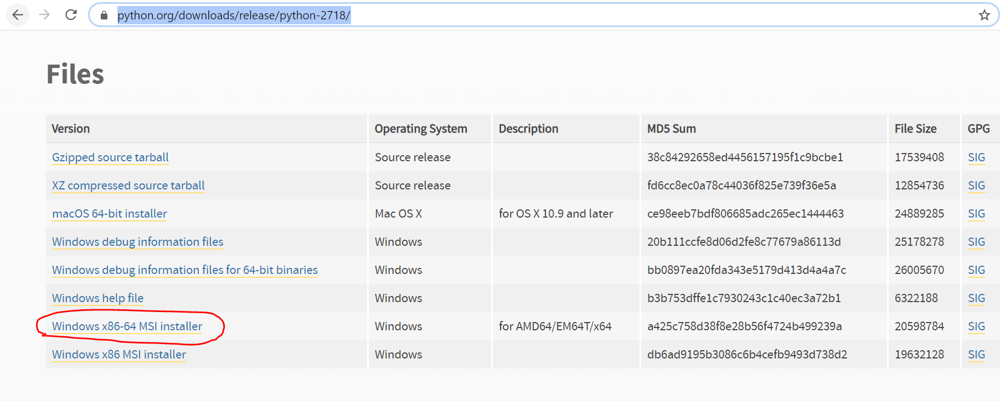 python.org/downloads/release/python-2718/
Files
Version Operating System Description MD5 Sum File Size GPG
Gzipped source tarball Source release 38c84292658ed4456157195f1c9bcbe1 17539408 SIG
XZ compressed source tarball Source release fd6cc8ec0a78c44036f825e739f36e5a 12854736 SIG
macOS 64-bit installer Mac OS X for OS X 10.9 and later ce98eeb7bdf806685adc265ec1444463 24889285 SIG
Windows debug information files Windows 20b111ccfe8d06d2fe8c77679a86113d 25178278 SIG
Windows debug information files for 64-bit binaries Windows bb0897ea20fda343e5179d413d4a4a7c 26005670 SIG
Windows help file Windows b3b753dffe1c7930243c1c40ec3a72b1 6322188 SIG
Windows x86-64 MSI installer Windows for AMD64/EM64T/x64 a425c758d38f8e28b56f4724b499239a 20598784 SIG
Windows x86 MSI installer Windows db6ad9195b3086c6b4cefb9493d738d2 19632128 SIG